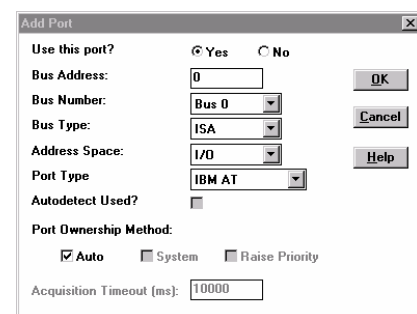 Add Port
Use this port? Yes No
Bus Address: 0 OK
Bus Number: Bus 0
Cancel
Bus Type: ISA
Address Space: I/O Help
Port Type IBM AT
Autodetect Used?
Port Ownership Method:
Auto System Raise Priority
Acquisition Timeout (ms): 10000